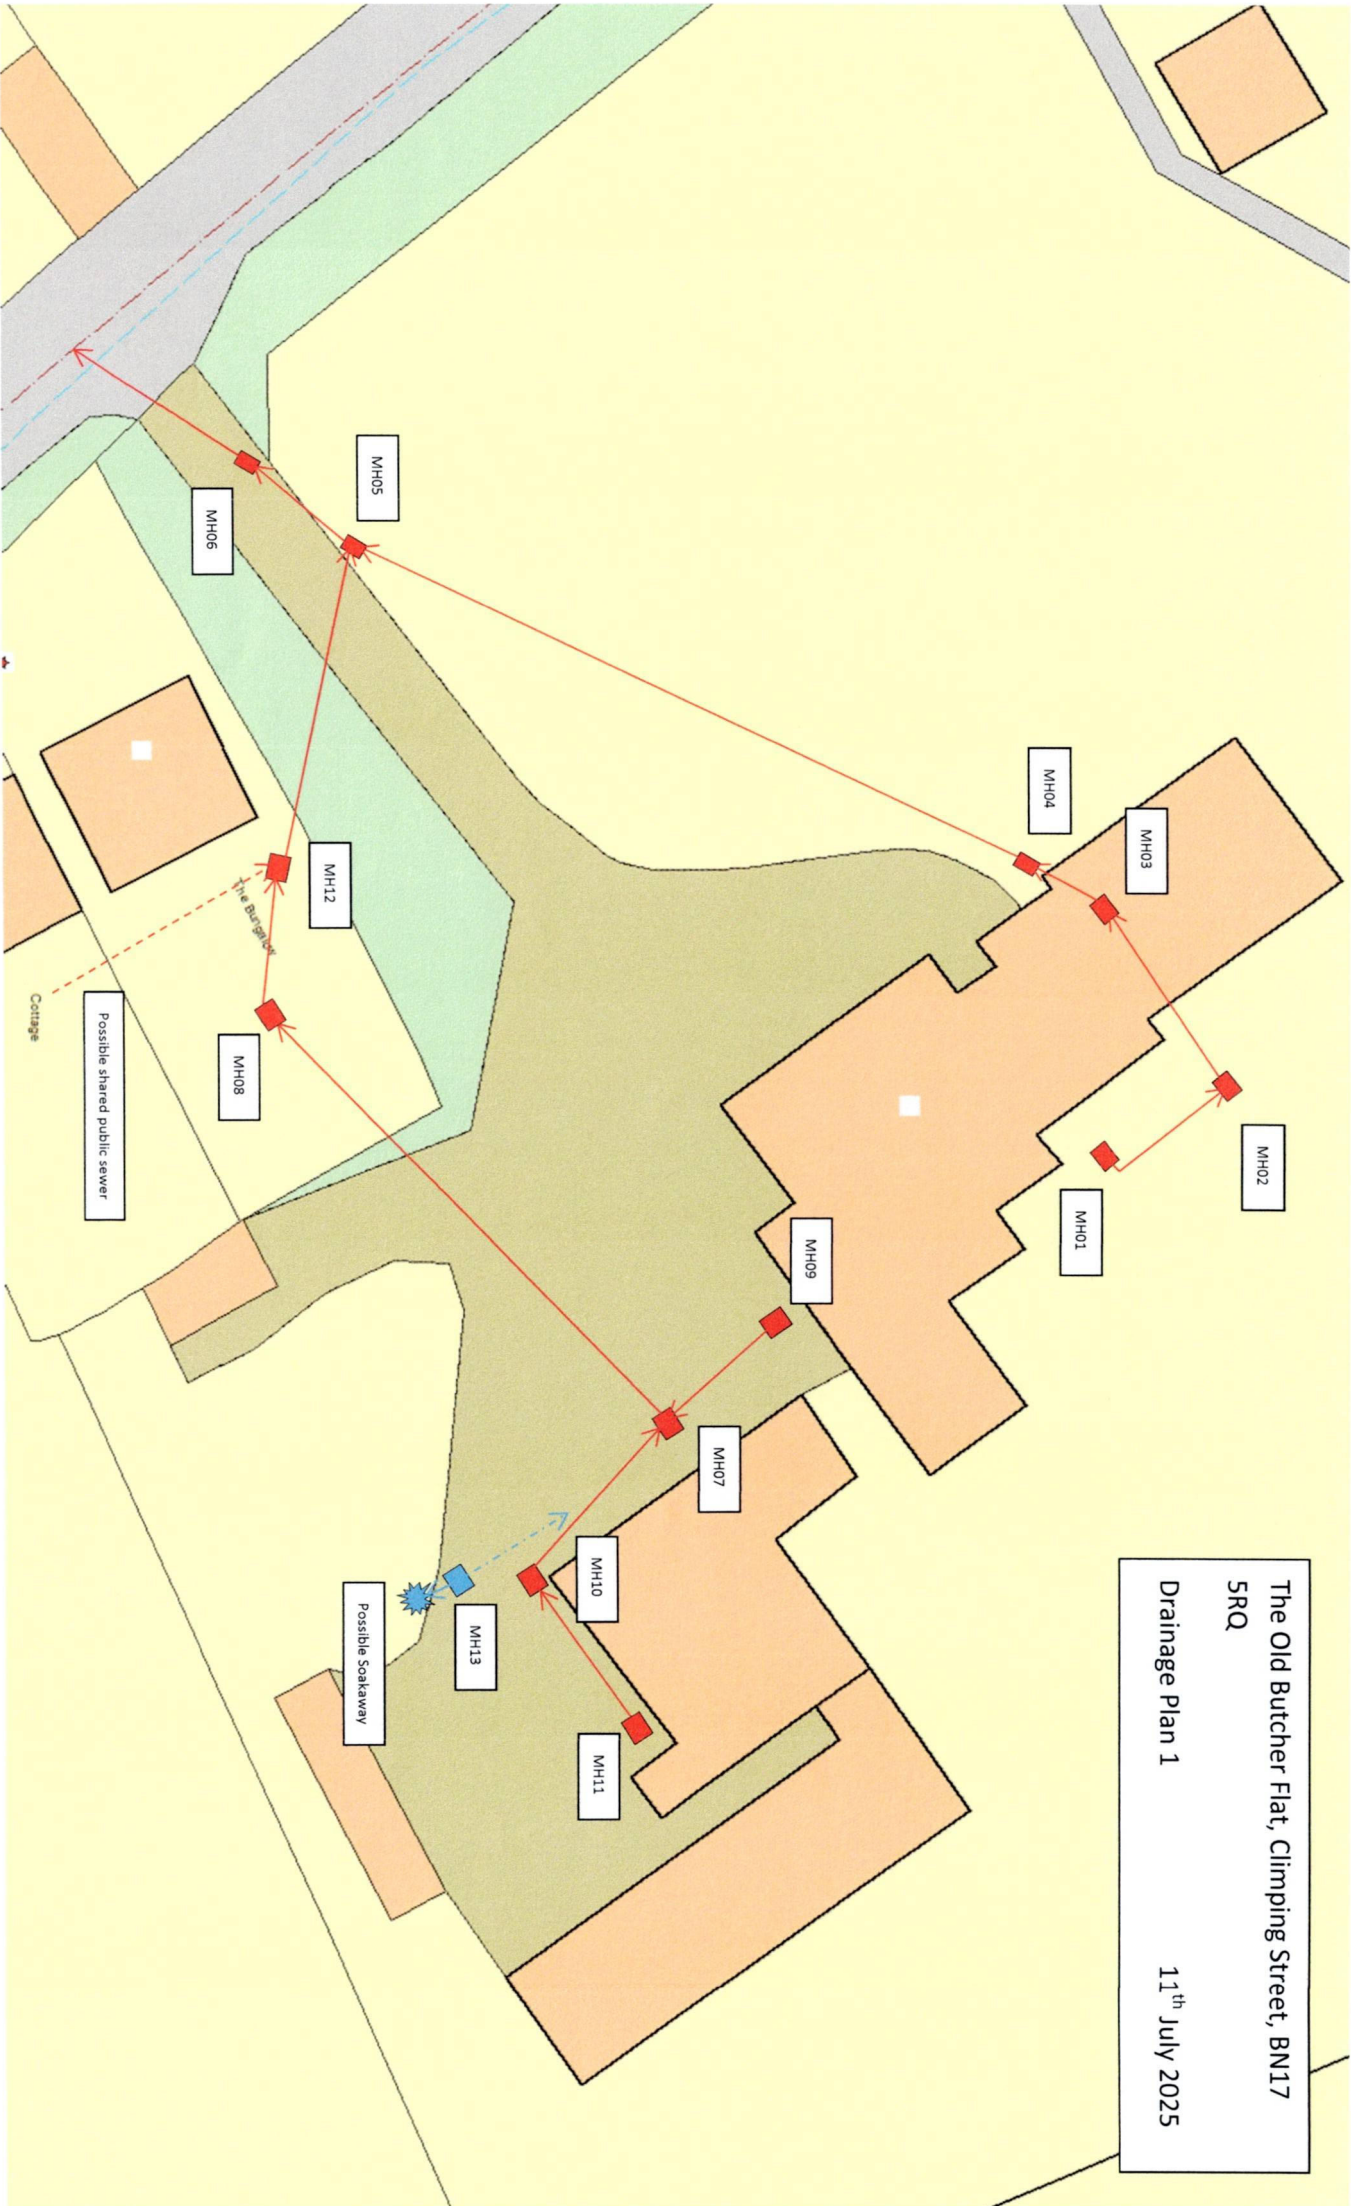 The Old Butcher Flat, Climping Street, BN17
5RQ
Drainage Plan 1 11th July 2025
MH02
MH03
MH01
MH04
MH09
MH07
MH10
MH11
MH13
MH05
Possible Soakaway
MH12
The Bungalow
MH08
MH06
Possible shared public sewer
Cottage